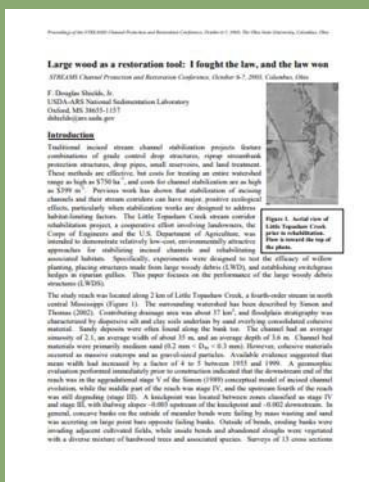 Proceedings of the STREAMS Channel Protection and Restoration Conference, October 6-7, 2003, The Ohio State University, Columbus, Ohio
Large wood as a restoration tool: I fought the law, and the law won
STREAMS Channel Protection and Restoration Conference, October 6-7, 2003, Columbus, Ohio
F. Douglas Shields, Jr.
USDA-ARS National Sedimentation Laboratory
Oxford, MS 38655-1157
dshields@ars.usda.gov
Introduction
Traditional incised stream channel stabilization projects feature
combinations of grade control drop structures, riprap streambank
protection structures, drop pipes, small reservoirs, and land treatment.
These methods are effective, but costs for treating an entire watershed
range as high as $750 ha⁻¹, and costs for channel stabilization are as high
as $399 m⁻¹. Previous work has shown that stabilization of incising
channels and their stream corridors can have major, positive ecological
effects, particularly when stabilization works are designed to address
habitat-limiting factors. The Little Topashaw Creek stream corridor
rehabilitation project, a cooperative effort involving landowners, the
Corps of Engineers and the U.S. Department of Agriculture, was
intended to demonstrate relatively low-cost, environmentally attractive
approaches for stabilizing incised channels and rehabilitating
Figure 1. Aerial view of
Little Topashaw Creek
prior to rehabilitation.
Flow is toward the top of
the photo.
associated habitats. Specifically, experiments were designed to test the efficacy of willow
planting, placing structures made from large woody debris (LWD), and establishing switchgrass
hedges in riparian gullies. This paper focuses on the performance of the large woody debris
structures (LWDS).
The study reach was located along 2 km of Little Topashaw Creek, a fourth-order stream in north
central Mississippi (Figure 1). The surrounding watershed has been described by Simon and
Thomas (2002). Contributing drainage area was about 37 km², and floodplain stratigraphy was
characterized by dispersive silt and clay soils underlain by sand overlying consolidated cohesive
material. Sandy deposits were often found along the bank toe. The channel had an average
sinuosity of 2.1, an average width of about 35 m, and an average depth of 3.6 m. Channel bed
materials were primarily medium sand (0.2 mm < D₅₀ < 0.3 mm). However, cohesive materials
occurred as massive outcrops and as gravel-sized particles. Available evidence suggested that
mean width had increased by a factor of 4 to 5 between 1955 and 1999. A geomorphic
evaluation performed immediately prior to construction indicated that the downstream end of the
reach was in the aggradational stage V of the Simon (1989) conceptual model of incised channel
evolution, while the middle part of the reach was stage IV, and the upstream fourth of the reach
was still degrading (stage III). A knickpoint was located between zones classified as stage IV
and stage III, with thalweg slopes ~0.003 upstream of the knickpoint and ~0.002 downstream. In
general, concave banks on the outside of meander bends were failing by mass wasting and sand
was accreting on large point bars opposite failing banks. Outside of bends, eroding banks were
invading adjacent cultivated fields, while inside bends and abandoned sloughs were vegetated
with a diverse mixture of hardwood trees and associated species. Surveys of 13 cross sections